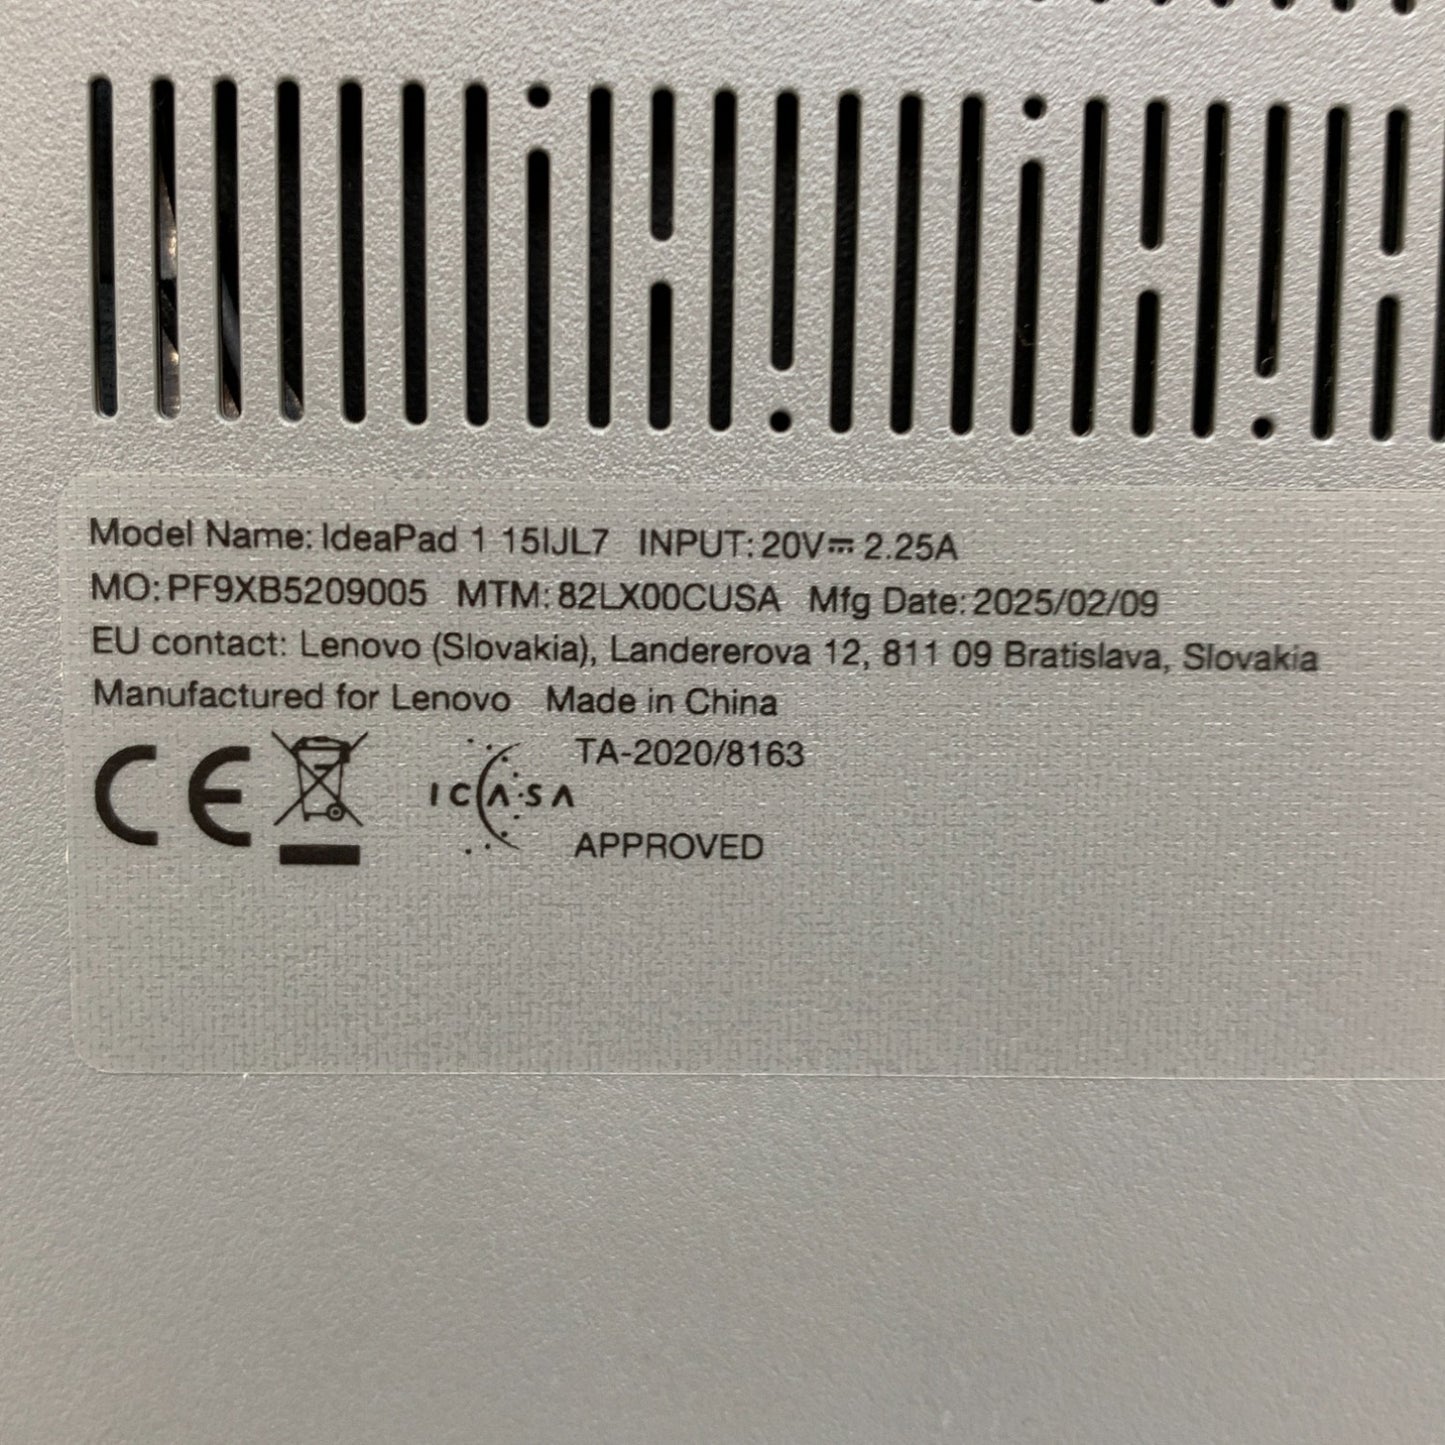 Model Name: IdeaPad 1 15IJL7 INPUT: 20V⎓ 2.25A
MO: PF9XB5209005 MTM: 82LX00CUSA Mfg Date: 2025/02/09
EU contact: Lenovo (Slovakia), Landererova 12, 811 09 Bratislava, Slovakia
Manufactured for Lenovo Made in China
CE
ICASA
TA-2020/8163
APPROVED